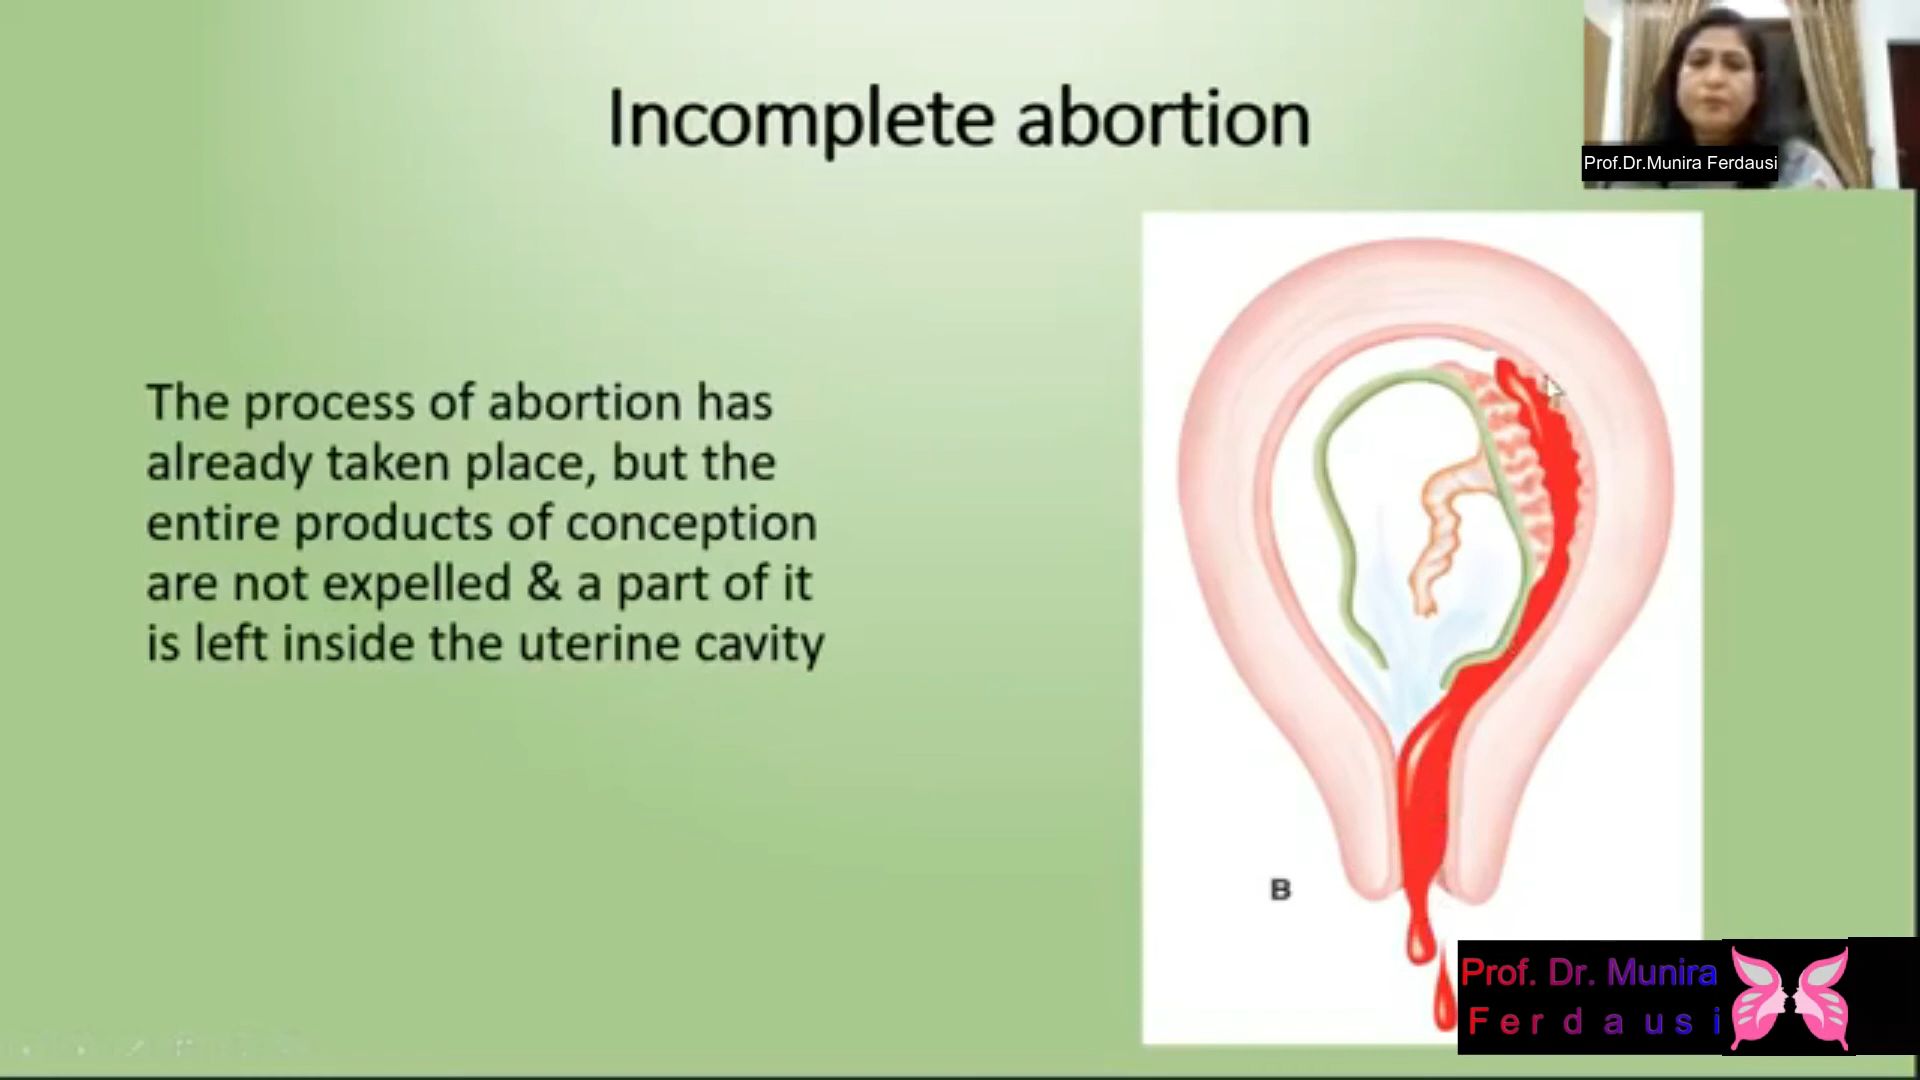 Incomplete abortion
Prof.Dr.Munira Ferdausi
The process of abortion has
already taken place, but the
entire products of conception
are not expelled & a part of it
is left inside the uterine cavity
B
Prof. Dr. Munira
Ferdausi